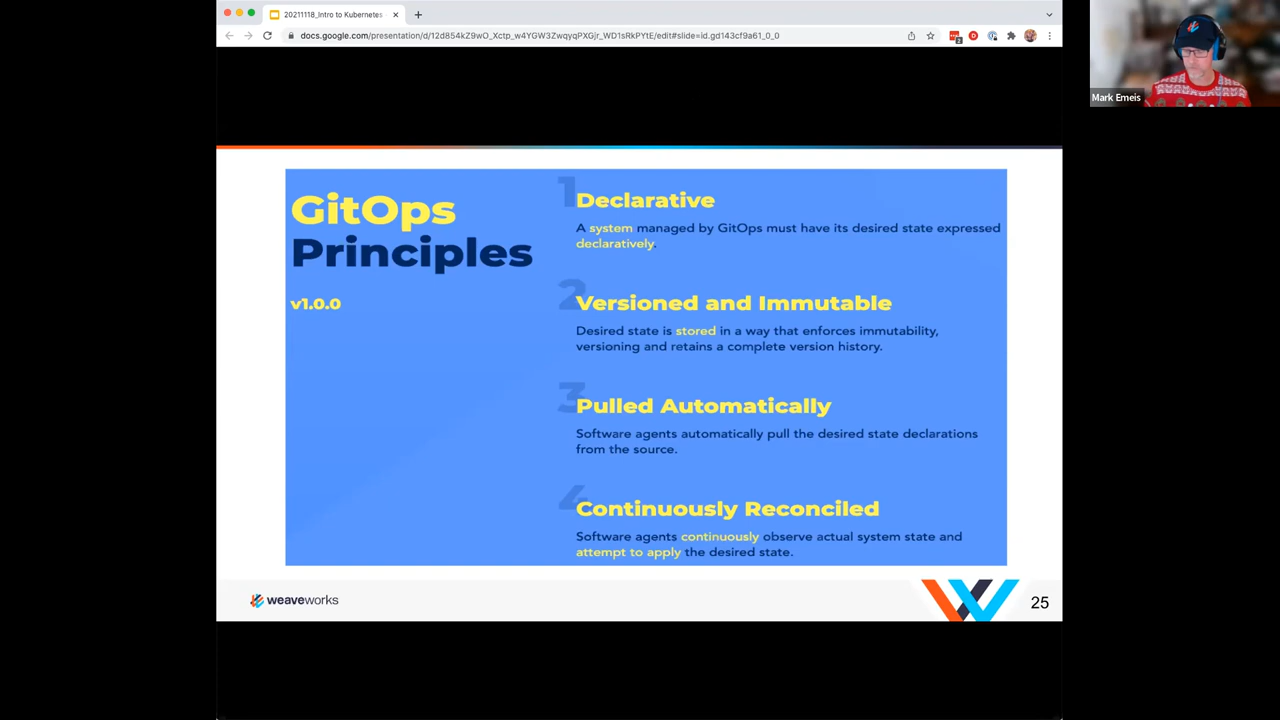 20211118_Intro to Kubernetes
docs.google.com/presentation/d/12d854kZ9wO_Xctp_w4YGW3ZwqyqPXGjr_WD1sRkPYtE/edit#slide=id.gd143cf9a61_0_0
Mark Emeis
GitOps
Principles
v1.0.0
1
Declarative
A system managed by GitOps must have its desired state expressed
declaratively.
2
Versioned and Immutable
Desired state is stored in a way that enforces immutability,
versioning and retains a complete version history.
3
Pulled Automatically
Software agents automatically pull the desired state declarations
from the source.
4
Continuously Reconciled
Software agents continuously observe actual system state and
attempt to apply the desired state.
weaveworks
25